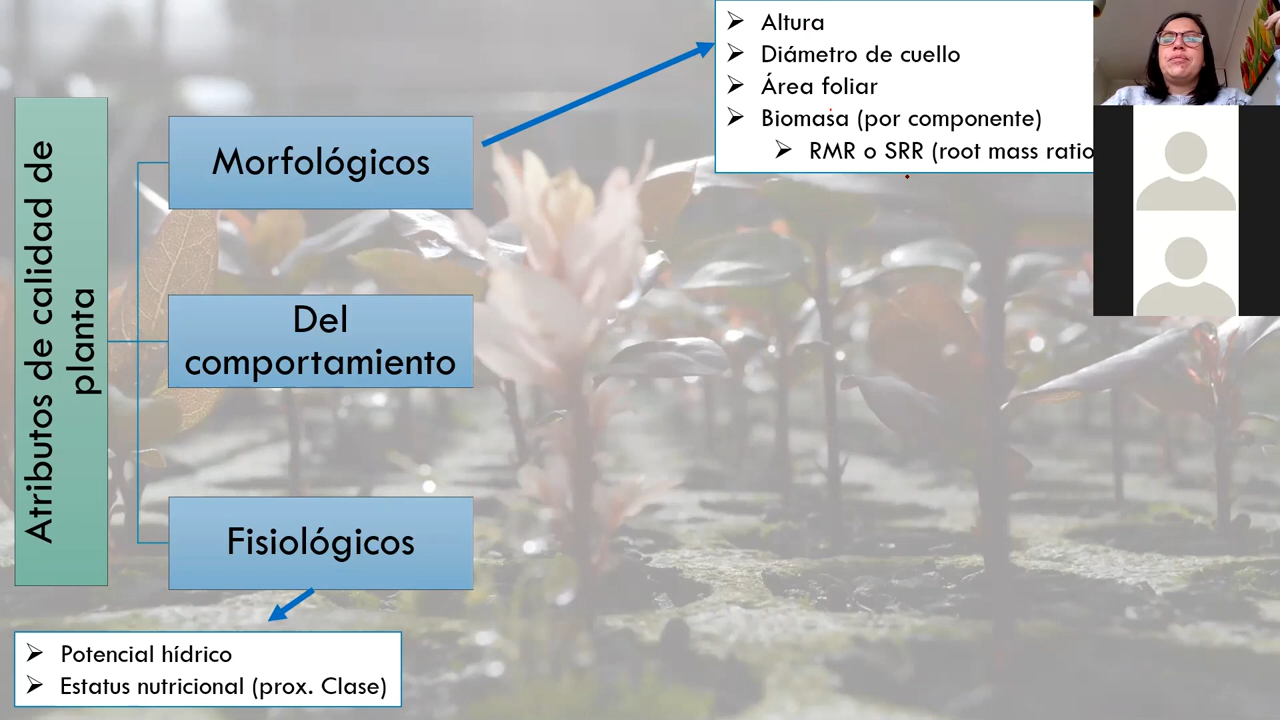 Atributos de calidad de
planta
Morfológicos
Del
comportamiento
Fisiológicos
➢ Altura
➢ Diámetro de cuello
➢ Área foliar
➢ Biomasa (por componente)
➢ RMR o SRR (root mass ratio
➢ Potencial hídrico
➢ Estatus nutricional (prox. Clase)